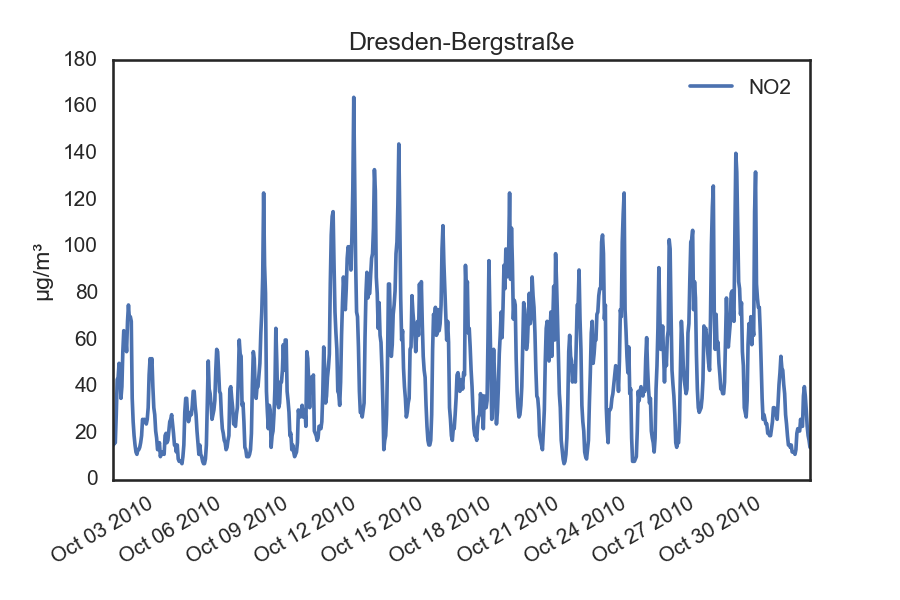 Dresden-Bergstraße
180
160
140
120
100
80
60
40
20
0
µg/m³
NO2
Oct 03 2010
Oct 06 2010
Oct 09 2010
Oct 12 2010
Oct 15 2010
Oct 18 2010
Oct 21 2010
Oct 24 2010
Oct 27 2010
Oct 30 2010